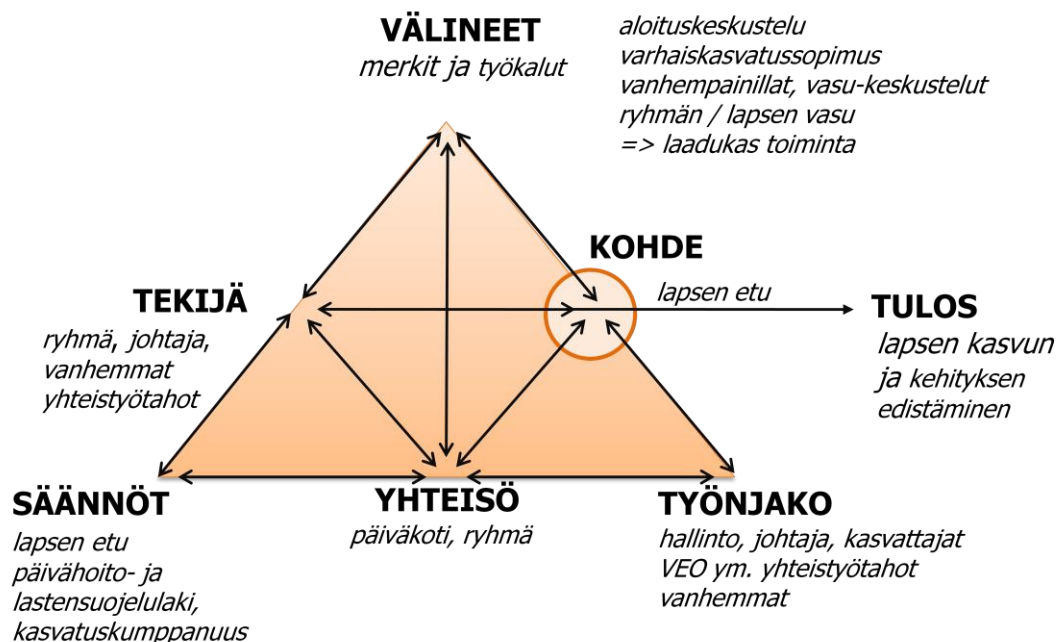 VÄLINEET
merkit ja työkalut
aloituskeskustelu
varhaiskasvatussopimus
vanhempainillat, vasu-keskustelut
ryhmän / lapsen vasu
=> laadukas toiminta
KOHDE
lapsen etu
TEKIJÄ
ryhmä, johtaja,
vanhemmat
yhteistyötahot
TULOS
lapsen kasvun
ja kehityksen
edistäminen
SÄÄNNÖT
lapsen etu
päivähoito- ja
lastensuojelulaki,
kasvatuskumppanuus
YHTEISÖ
päiväkoti, ryhmä
TYÖNJAKO
hallinto, johtaja, kasvattajat
VEO ym. yhteistyötahot
vanhemmat